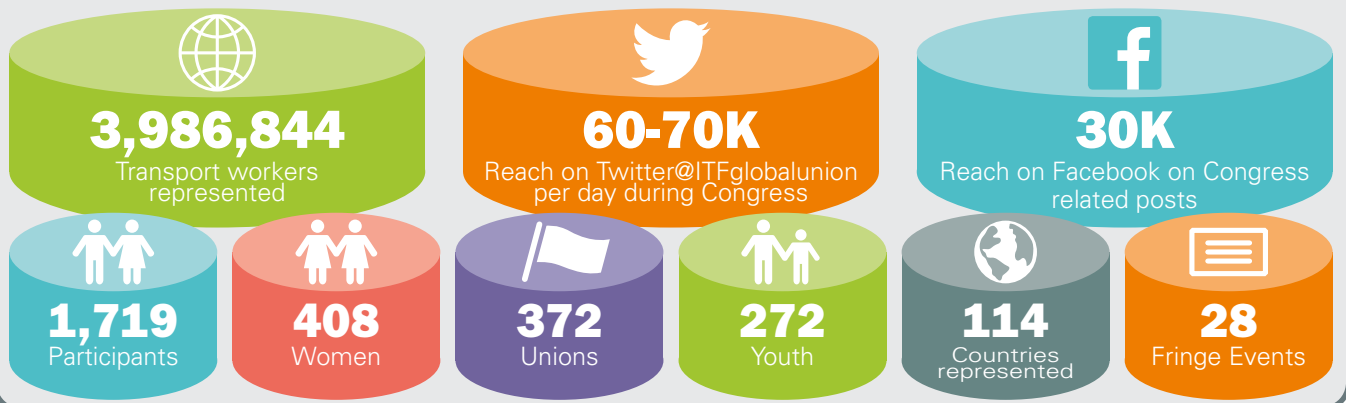 3,986,844
Transport workers
represented
60-70K
Reach on Twitter@ITFglobalunion
per day during Congress
30K
Reach on Facebook on Congress
related posts
1,719
Participants
408
Women
372
Unions
272
Youth
114
Countries
represented
28
Fringe Events